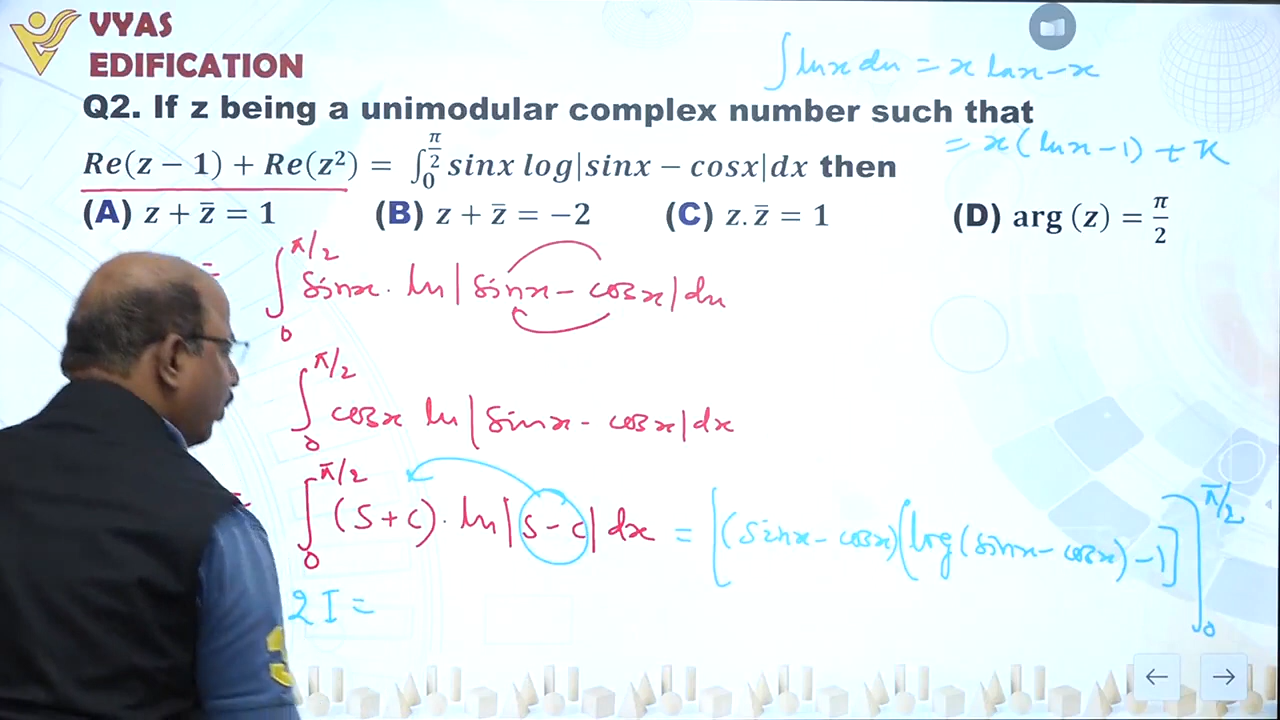 VYAS
EDIFICATION
∫ ln x dx = x ln x − x
Q2. If z being a unimodular complex number such that
= x(ln x − 1) + K
Re(z − 1) + Re(z²) = ∫₀^{π/2} sinx log|sinx − cosx|dx then
(A) z + z̄ = 1 (B) z + z̄ = −2 (C) z. z̄ = 1 (D) arg (z) = π/2
= ∫₀^{π/2} sinx. ln|sinx − cosx|dx
∫₀^{π/2} cosx ln|sinx − cosx|dx
= ∫₀^{π/2} (S+C). ln|S−C|dx = [(sinx − cosx)(log(sinx − cosx) − 1]]₀^{π/2}
2I =
3
← →